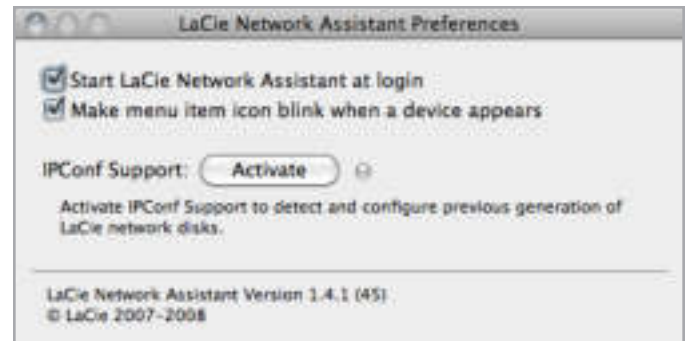 LaCie Network Assistant Preferences
Start LaCie Network Assistant at login
Make menu item icon blink when a device appears
IPConf Support: Activate
Activate IPConf Support to detect and configure previous generation of
LaCie network disks.
LaCie Network Assistant Version 1.4.1 (45)
© LaCie 2007-2008